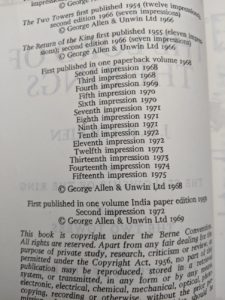 The Two Towers first published 1954 (twelve impressions),
second edition 1966 (seven impressions)
© George Allen & Unwin Ltd 1966
The Return of the King first published 1955 (eleven impres-
sions); second edition 1966 (seven impressions)
© George Allen & Unwin Ltd 1966
First published in one paperback volume 1968
Second impression 1968
Third impression 1968
Fourth impression 1969
Fifth impression 1970
Sixth impression 1970
Seventh impression 1971
Eighth impression 1971
Ninth impression 1971
Tenth impression 1971
Eleventh impression 1972
Twelfth impression 1973
Thirteenth impression 1973
Fourteenth impression 1974
Fifteenth impression 1975
© George Allen & Unwin Ltd 1968
First published in one volume India paper edition
Second impression 1972
© George Allen & Unwin Ltd 1969
This book is copyright under the Berne Convention.
All rights are reserved. Apart from any fair dealing for the
purpose of private study, research, criticism or review, as
permitted under the Copyright Act, 1956, no part of this
publication may be reproduced, stored in a retrieval
system, or transmitted, in any form or by any means,
electronic, electrical, chemical, mechanical, optical,
copying, recording or otherwise, without the prior